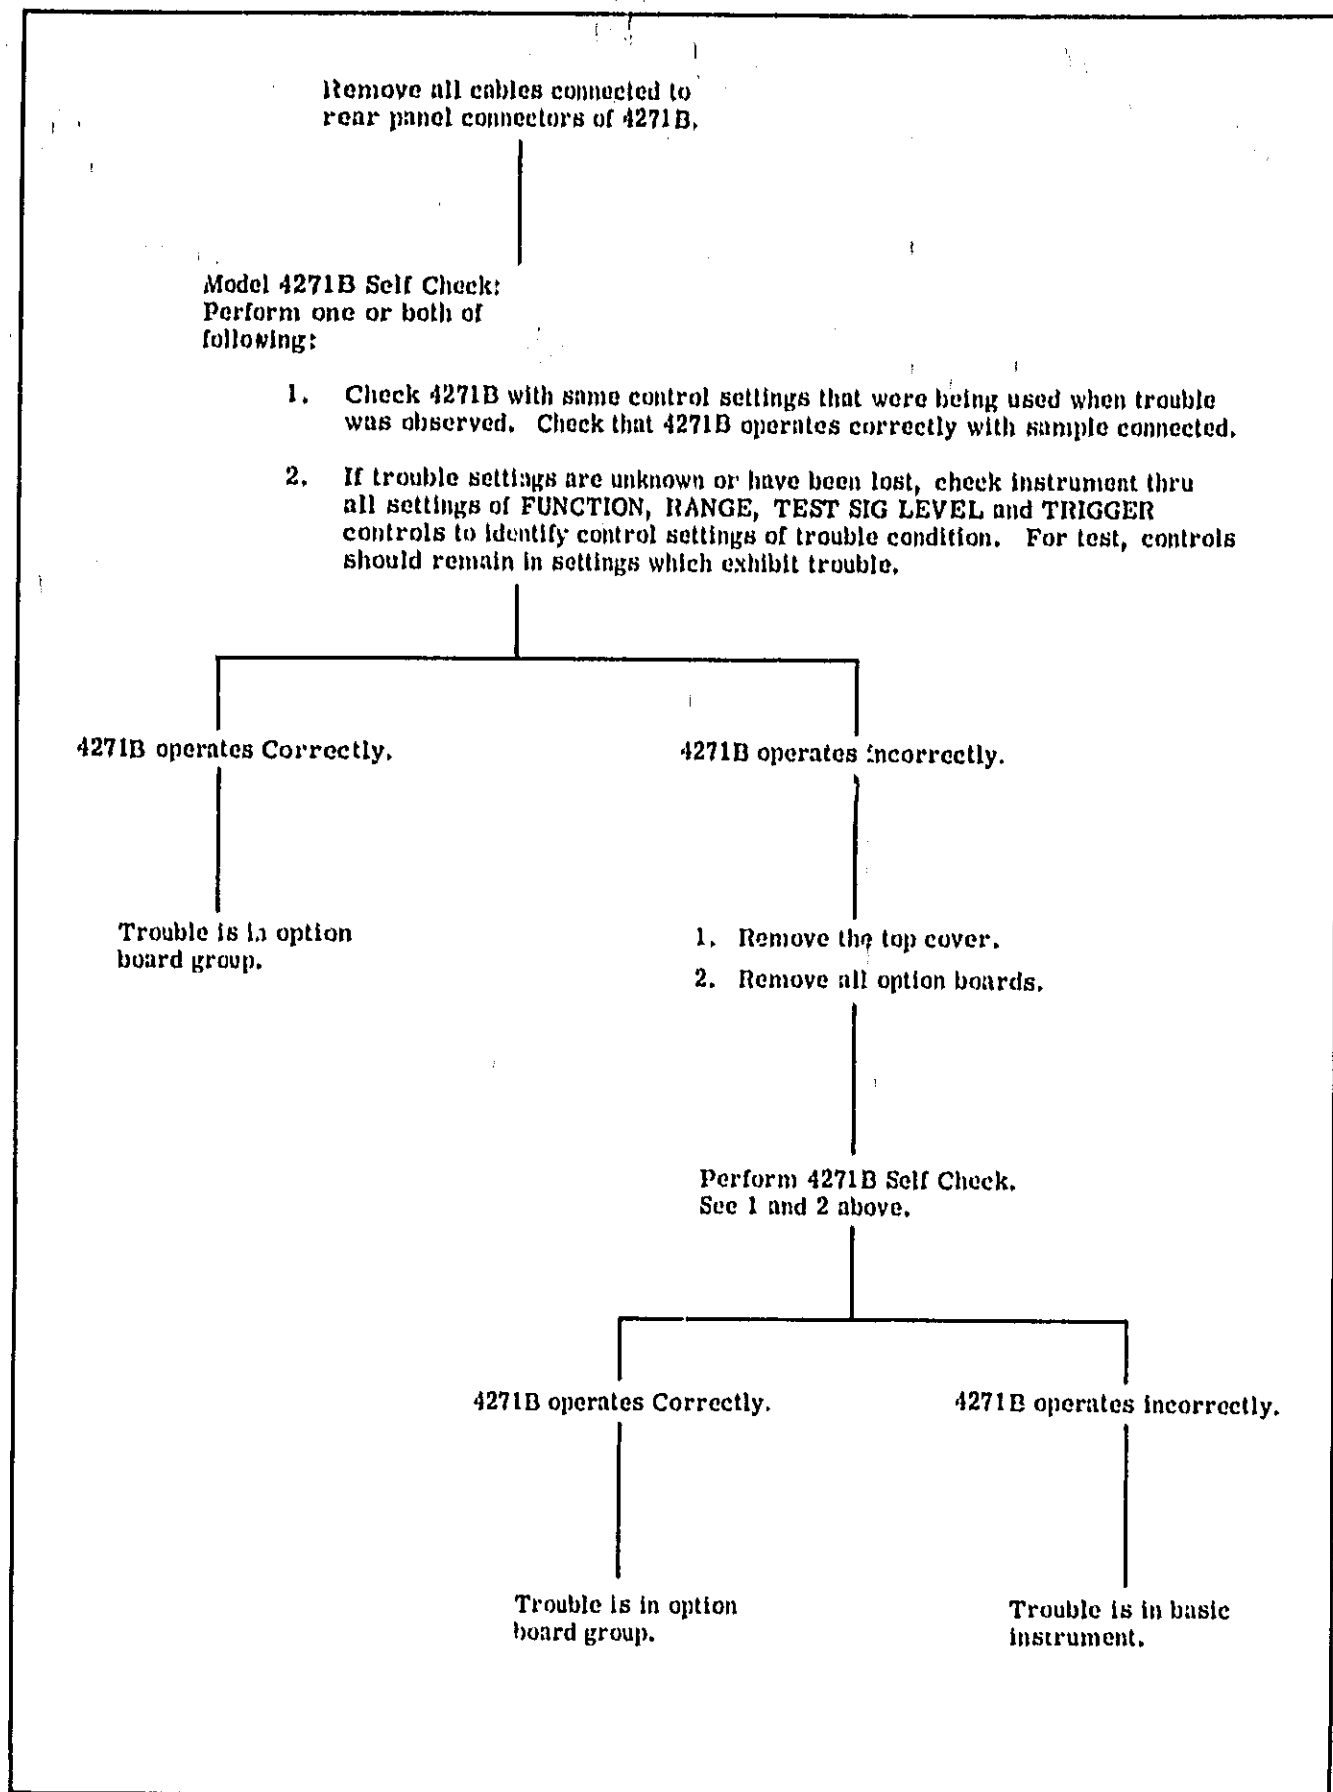 Remove all cables connected to
rear panel connectors of 4271B.
Model 4271B Self Check:
Perform one or both of
following:
1. Check 4271B with same control settings that were being used when trouble
was observed. Check that 4271B operates correctly with sample connected.
2. If trouble settings are unknown or have been lost, check instrument thru
all settings of FUNCTION, RANGE, TEST SIG LEVEL and TRIGGER
controls to identify control settings of trouble condition. For test, controls
should remain in settings which exhibit trouble.
4271B operates Correctly.
4271B operates incorrectly.
Trouble is in option
board group.
1. Remove the top cover.
2. Remove all option boards.
Perform 4271B Self Check.
See 1 and 2 above.
4271B operates Correctly.
4271B operates incorrectly.
Trouble is in option
board group.
Trouble is in basic
instrument.